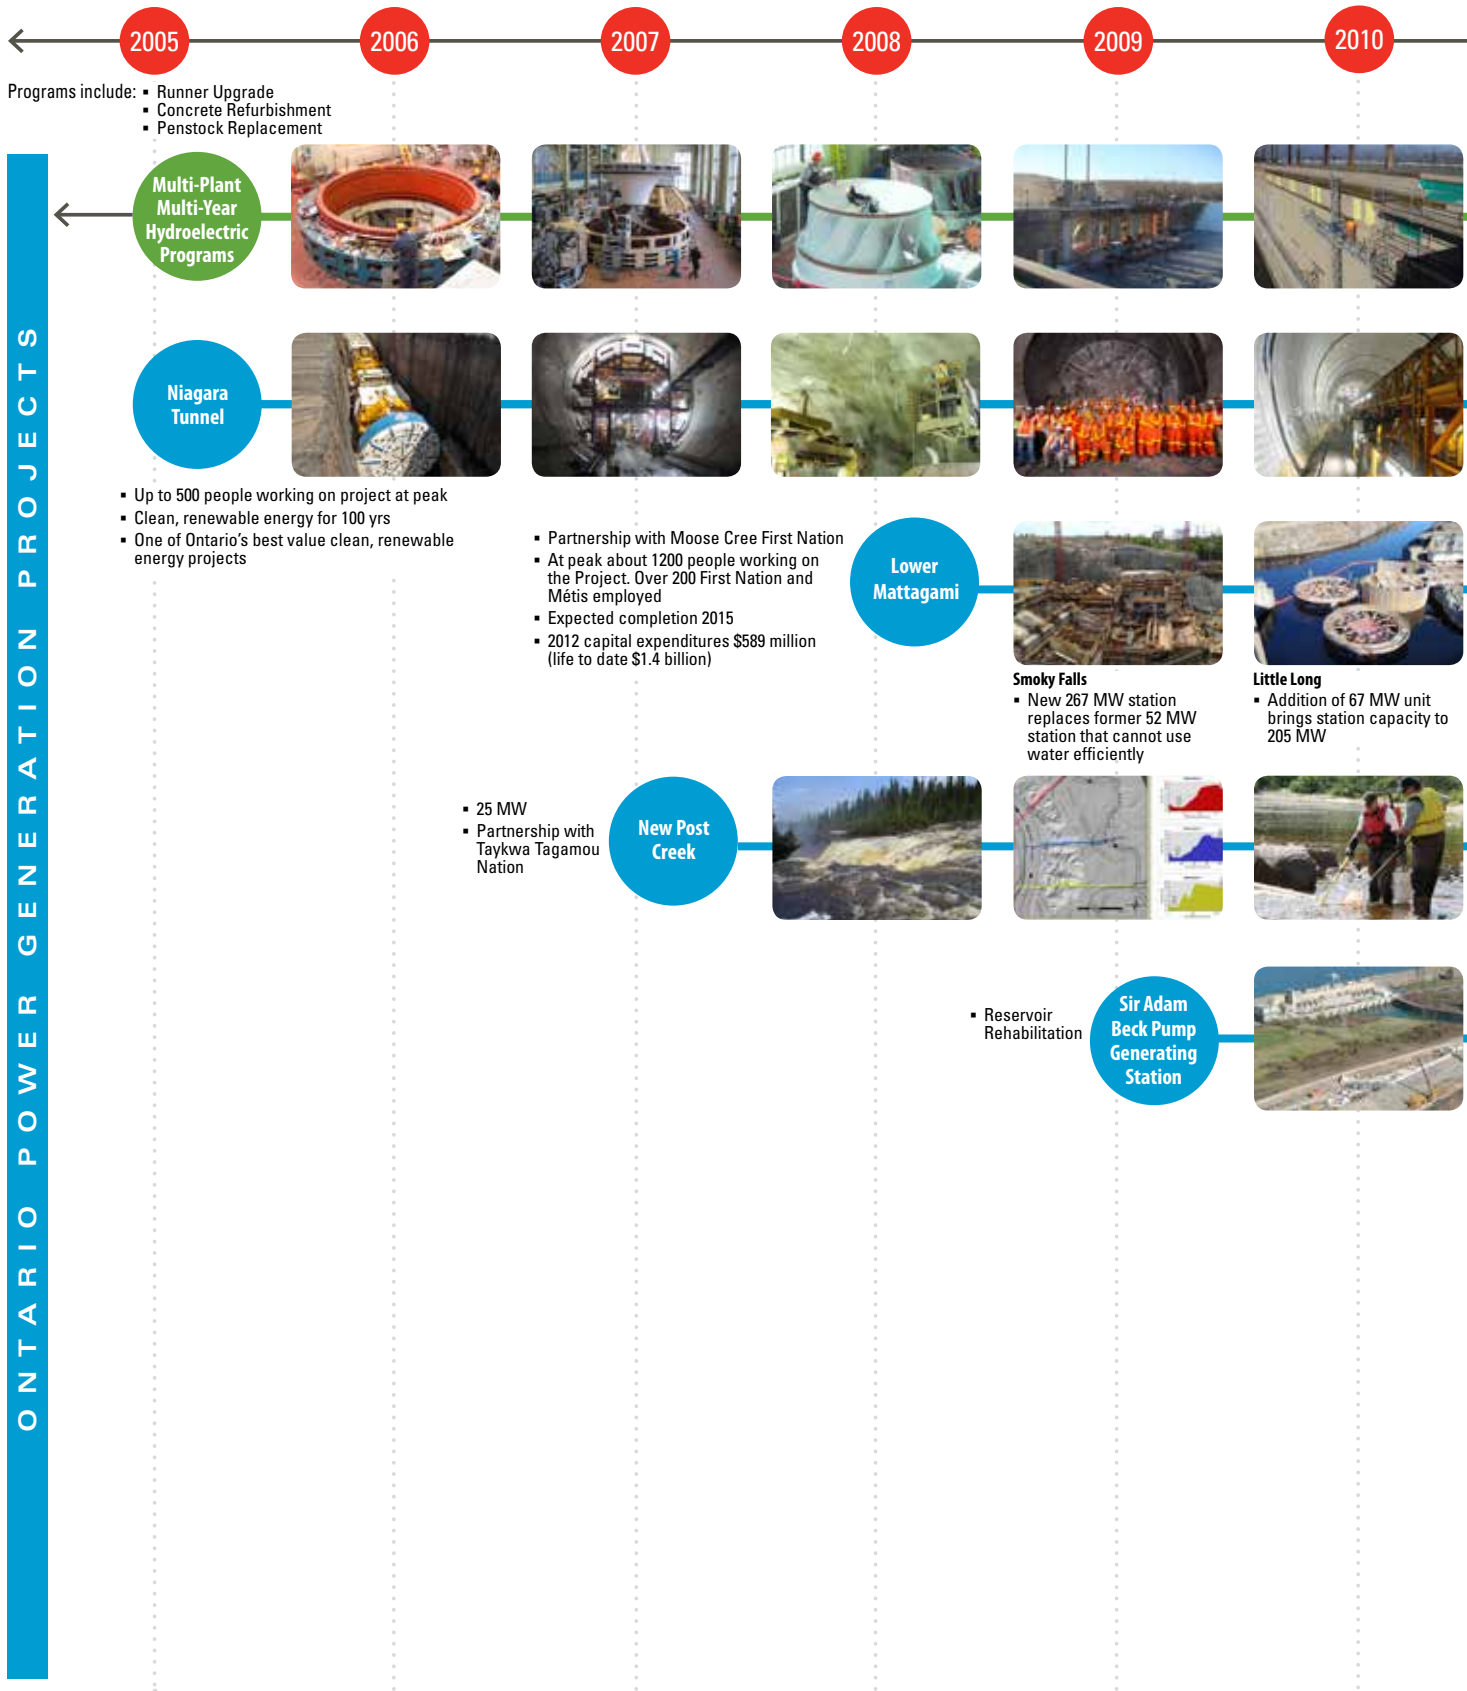 2005 2006 2007 2008 2009 2010
Programs include: ▪ Runner Upgrade
▪ Concrete Refurbishment
▪ Penstock Replacement
ONTARIO POWER GENERATION PROJECTS
Multi-Plant
Multi-Year
Hydroelectric
Programs
Niagara
Tunnel
▪ Up to 500 people working on project at peak
▪ Clean, renewable energy for 100 yrs
▪ One of Ontario's best value clean, renewable
energy projects
▪ Partnership with Moose Cree First Nation
▪ At peak about 1200 people working on
the Project. Over 200 First Nation and
Métis employed
▪ Expected completion 2015
▪ 2012 capital expenditures $589 million
(life to date $1.4 billion)
Lower
Mattagami
Smoky Falls
▪ New 267 MW station
replaces former 52 MW
station that cannot use
water efficiently
Little Long
▪ Addition of 67 MW unit
brings station capacity to
205 MW
▪ 25 MW
▪ Partnership with
Taykwa Tagamou
Nation
New Post
Creek
▪ Reservoir
Rehabilitation
Sir Adam
Beck Pump
Generating
Station